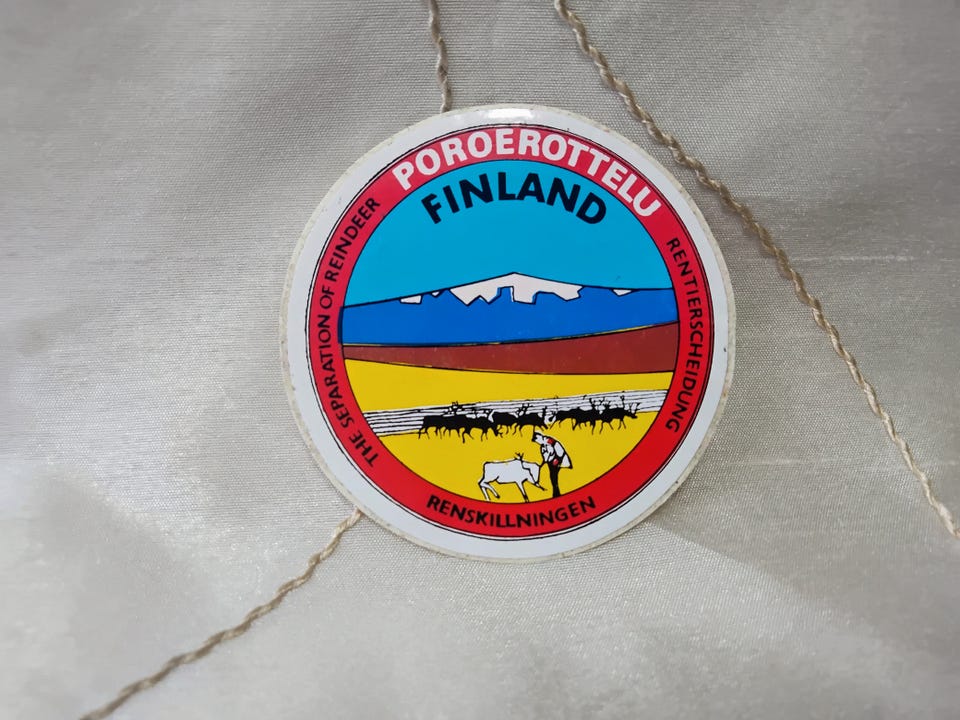 POROEROTTELU
FINLAND
THE SEPARATION OF REINDEER
RENTIERSCHEIDUNG
RENSKILLNINGEN